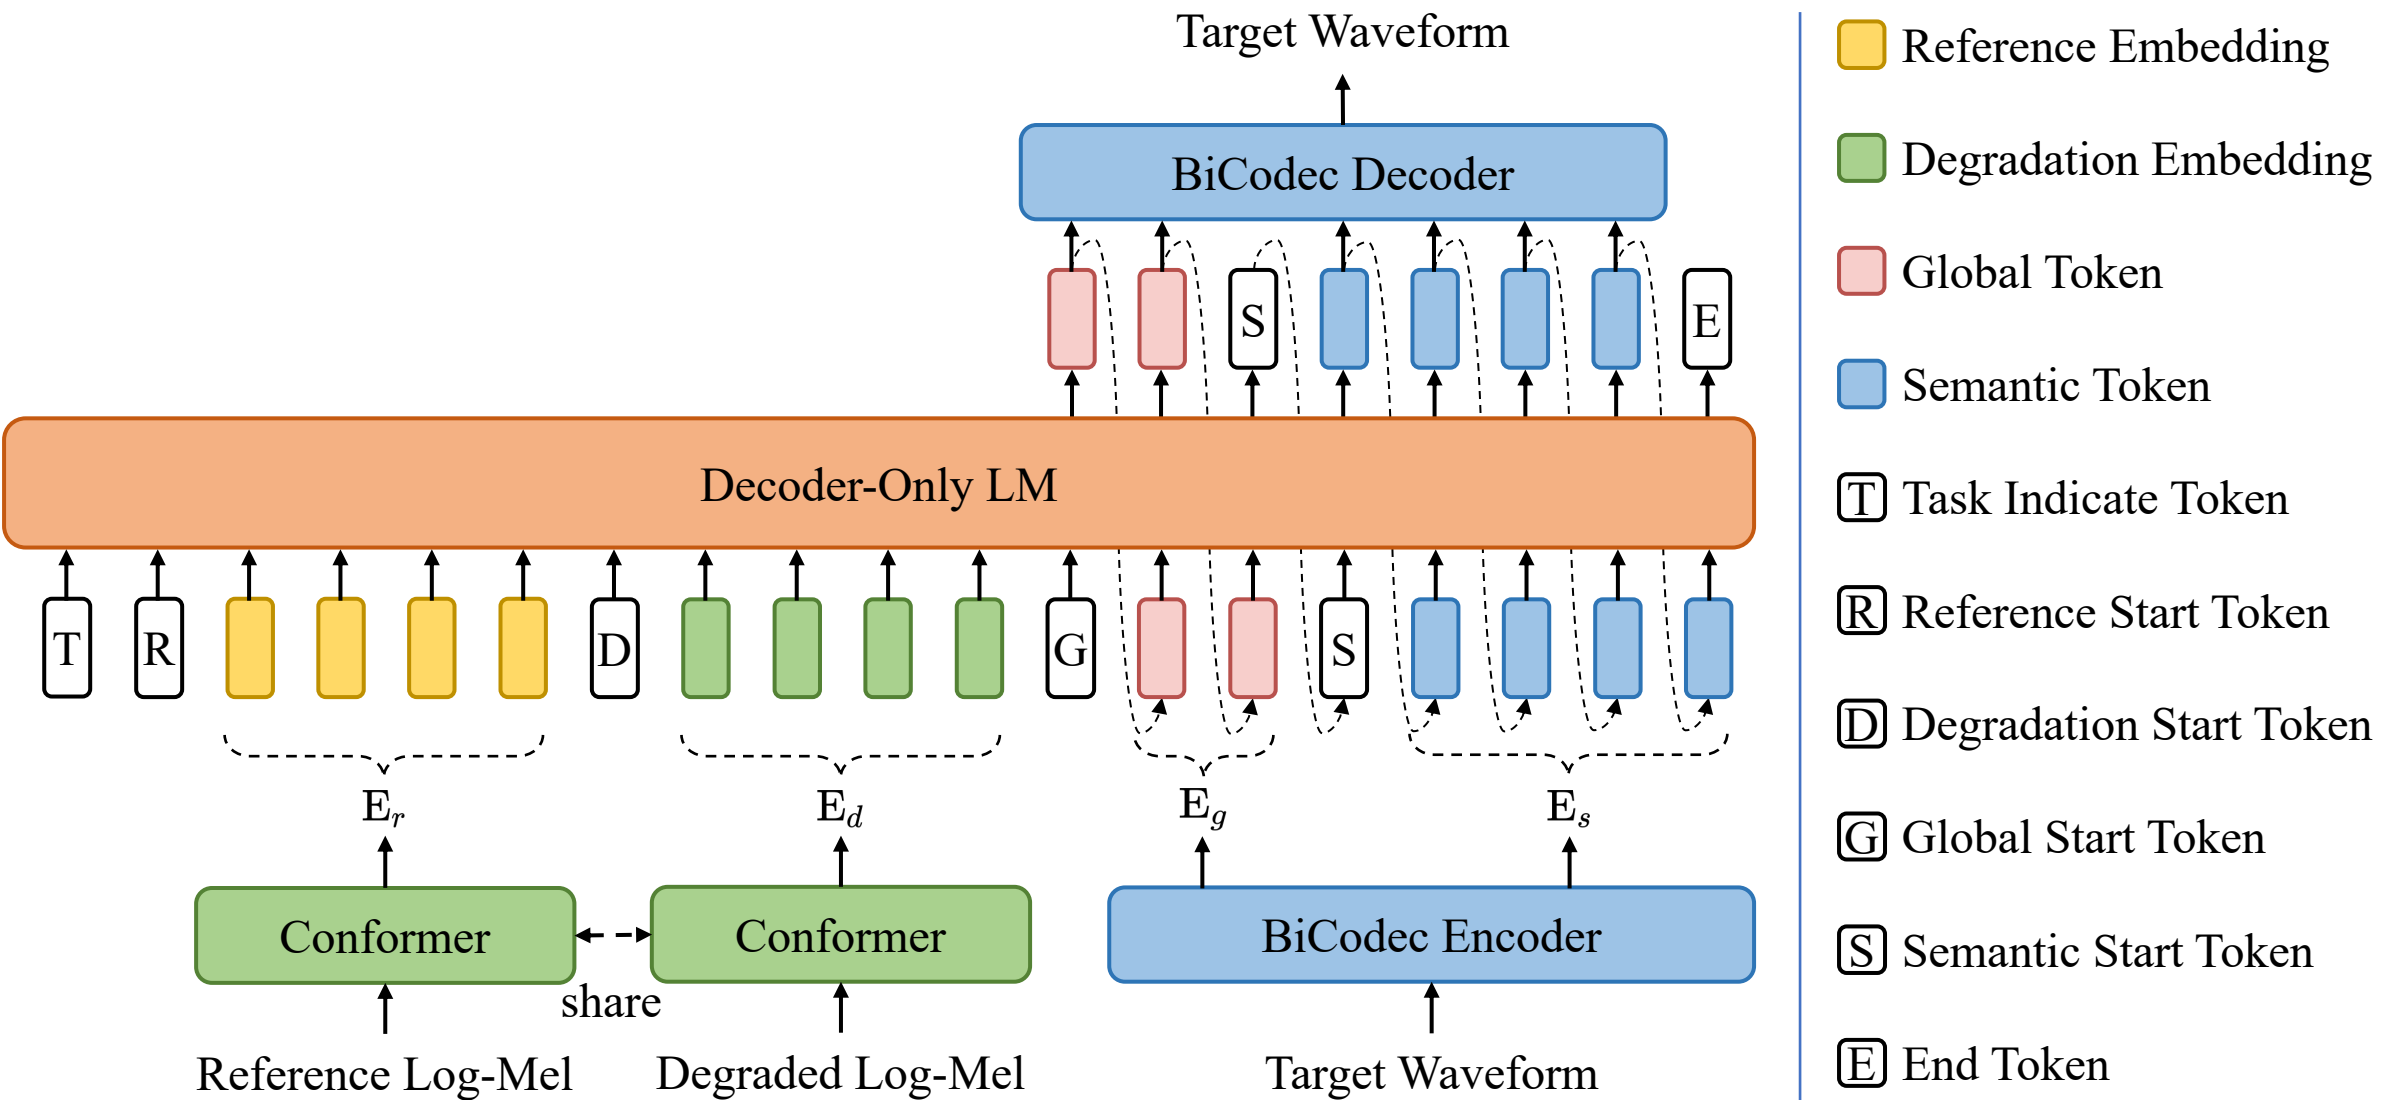 Target Waveform
BiCodec Decoder
S
E
Decoder-Only LM
T
R
D
G
S
E_r
E_d
E_g
E_s
Conformer
share
Conformer
BiCodec Encoder
Reference Log-Mel
Degraded Log-Mel
Target Waveform
Reference Embedding
Degradation Embedding
Global Token
Semantic Token
T Task Indicate Token
R Reference Start Token
D Degradation Start Token
G Global Start Token
S Semantic Start Token
E End Token